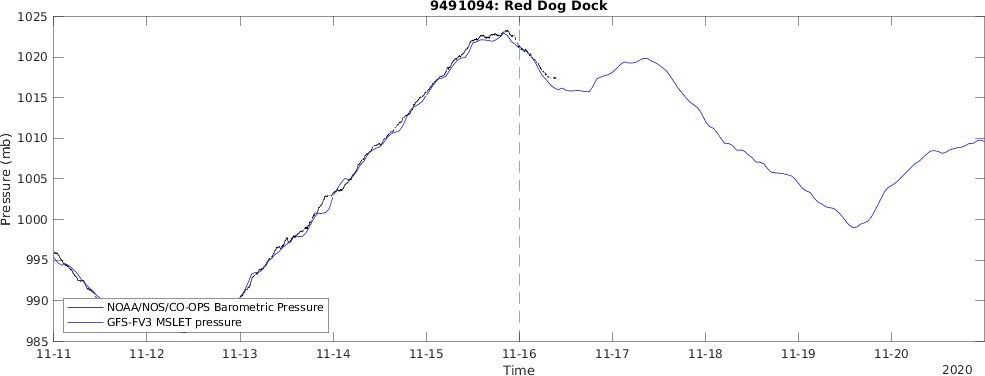 9491094: Red Dog Dock
Pressure (mb)
1025
1020
1015
1010
1005
1000
995
990
985
NOAA/NOS/CO-OPS Barometric Pressure
GFS-FV3 MSLET pressure
11-11 11-12 11-13 11-14 11-15 11-16 11-17 11-18 11-19 11-20
Time
2020